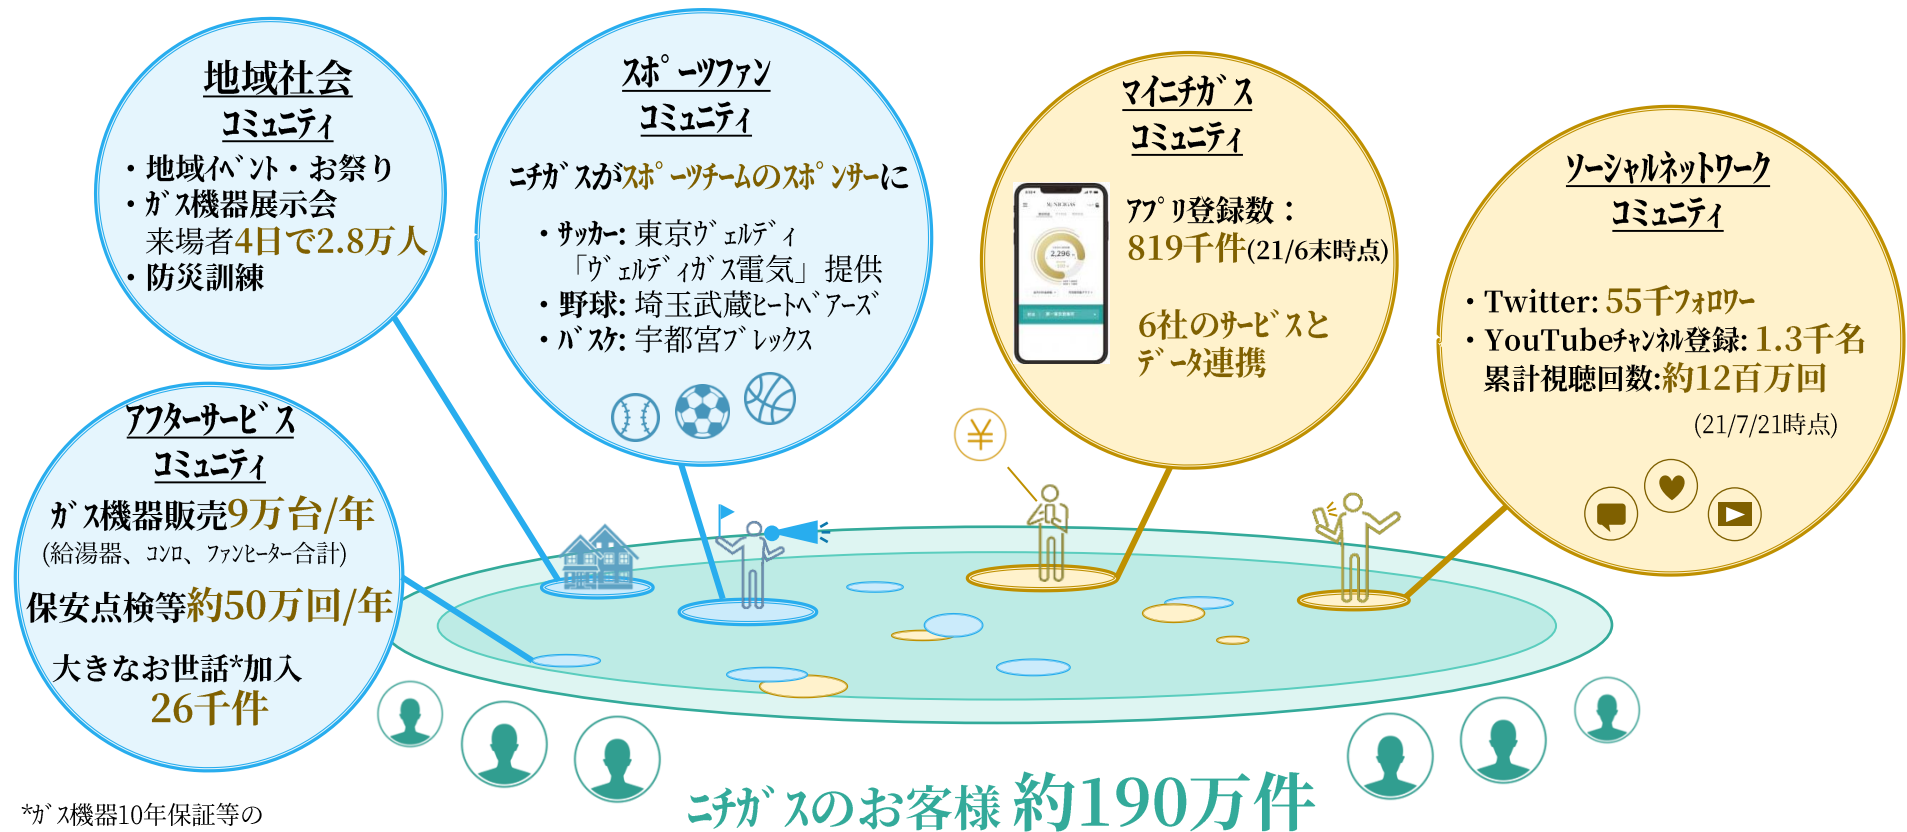 地域社会
コミュニティ
・地域イベント・お祭り
・ガス機器展示会
来場者4日で2.8万人
・防災訓練
スポーツファン
コミュニティ
ニチガスがスポーツチームのスポンサーに
・サッカー: 東京ヴェルディ
「ヴェルディガス電気」提供
・野球: 埼玉武蔵ヒートベアーズ
・バスケ: 宇都宮ブレックス
マイニチガス
コミュニティ
NICIGAS
2,296
アプリ登録数：
819千件(21/6末時点)
6社のサービスと
データ連携
ソーシャルネットワーク
コミュニティ
・Twitter: 55千フォロワー
・YouTubeチャンネル登録: 1.3千名
累計視聴回数:約12百万回
(21/7/21時点)
アフターサービス
コミュニティ
ガス機器販売9万台/年
(給湯器、コンロ、ファンヒーター合計)
保安点検等約50万回/年
大きなお世話*加入
26千件
¥
ニチガスのお客様 約190万件
*ガス機器10年保証等の